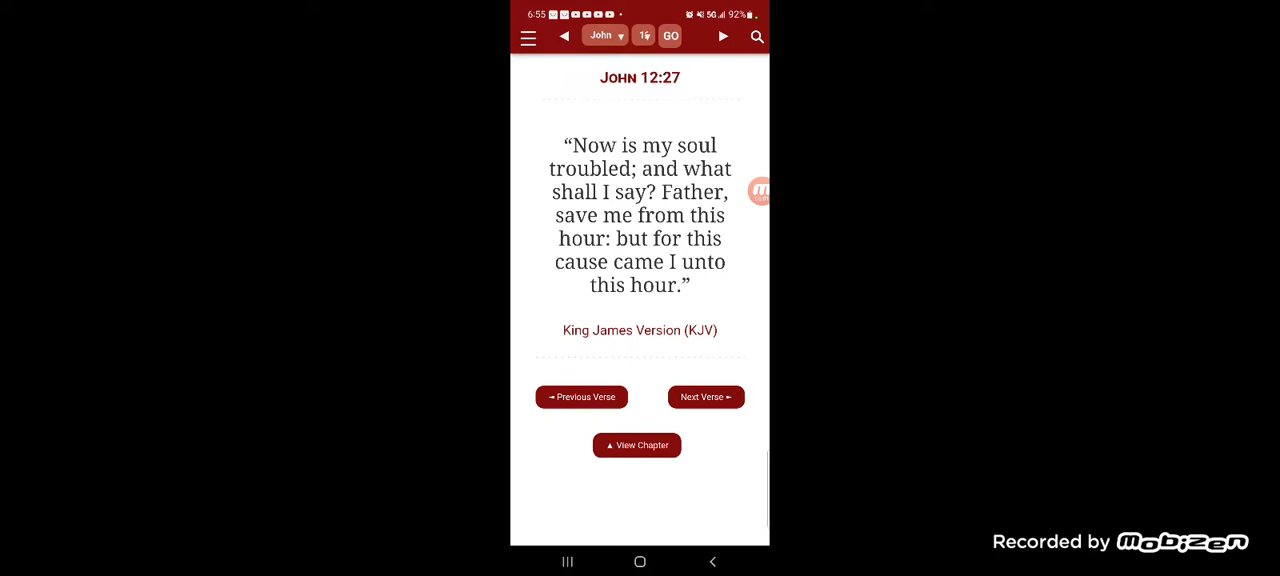 6:55 5G 92%
John GO
John 12:27
“Now is my soul
troubled; and what
shall I say? Father,
save me from this
hour: but for this
cause came I unto
this hour.”
King James Version (KJV)
Previous Verse Next Verse
View Chapter
Recorded by mobizen